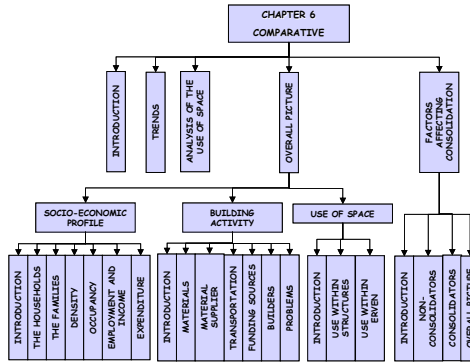 CHAPTER 6
COMPARATIVE
INTRODUCTION
TRENDS
ANALYSIS OF THE
USE OF SPACE
OVERALL PICTURE
FACTORS
AFFECTING
CONSOLIDATION
SOCIO-ECONOMIC
PROFILE
BUILDING
ACTIVITY
USE OF SPACE
INTRODUCTION
THE HOUSEHOLDS
THE FAMILIES
DENSITY
OCCUPANCY
EMPLOYMENT AND
INCOME
EXPENDITURE
INTRODUCTION
MATERIALS
MATERIAL
SUPPLIER
TRANSPORTATION
FUNDING SOURCES
BUILDERS
PROBLEMS
INTRODUCTION
USE WITHIN
STRUCTURES
USE WITHIN
ERVEN
INTRODUCTION
NON-
CONSOLIDATORS
CONSOLIDATORS
OVERALL PICTURE